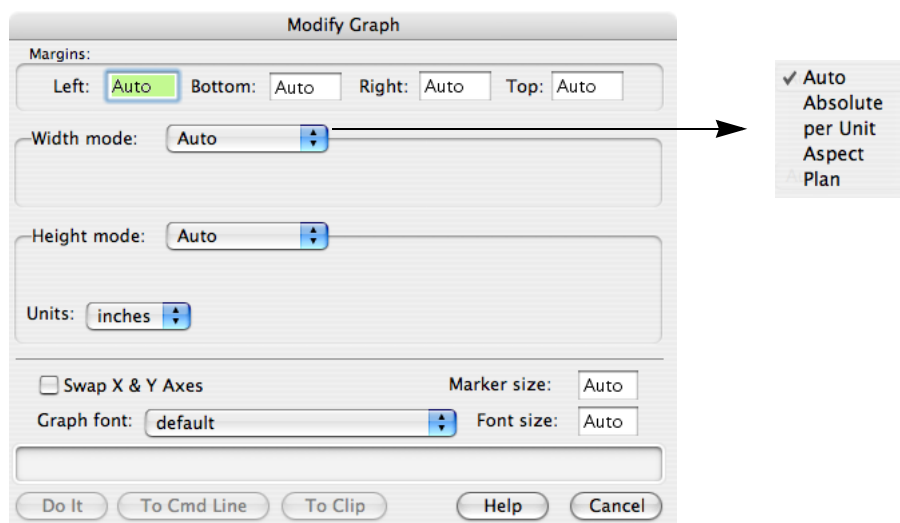 Modify Graph
Margins:
Left: Auto Bottom: Auto Right: Auto Top: Auto
Width mode: Auto
✓ Auto
Absolute
per Unit
Aspect
Plan
Height mode: Auto
Units: inches
Swap X & Y Axes
Marker size: Auto
Graph font: default
Font size: Auto
Do It To Cmd Line To Clip Help Cancel